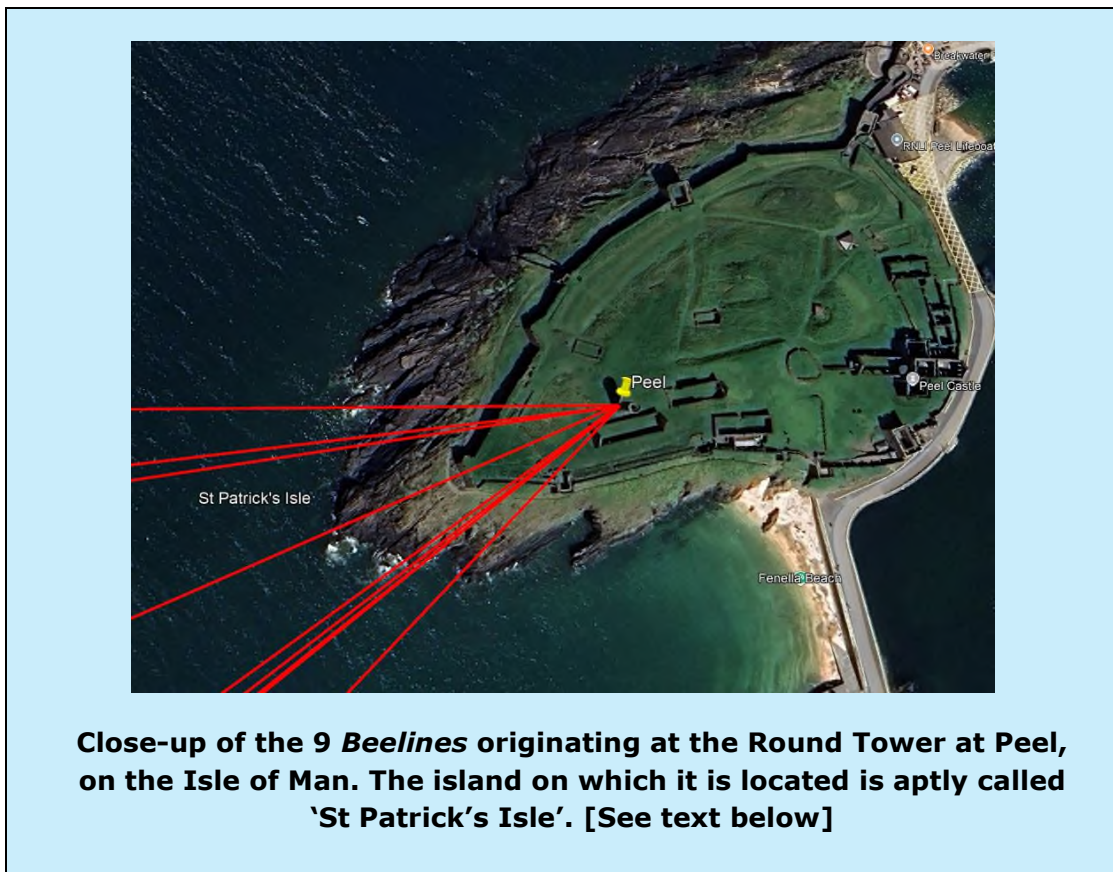 Breakwater
RNLI Peel Lifeboat
Peel
Peel Castle
St Patrick's Isle
Fenella Beach
Close-up of the 9 Beelines originating at the Round Tower at Peel,
on the Isle of Man. The island on which it is located is aptly called
‘St Patrick’s Isle’. [See text below]